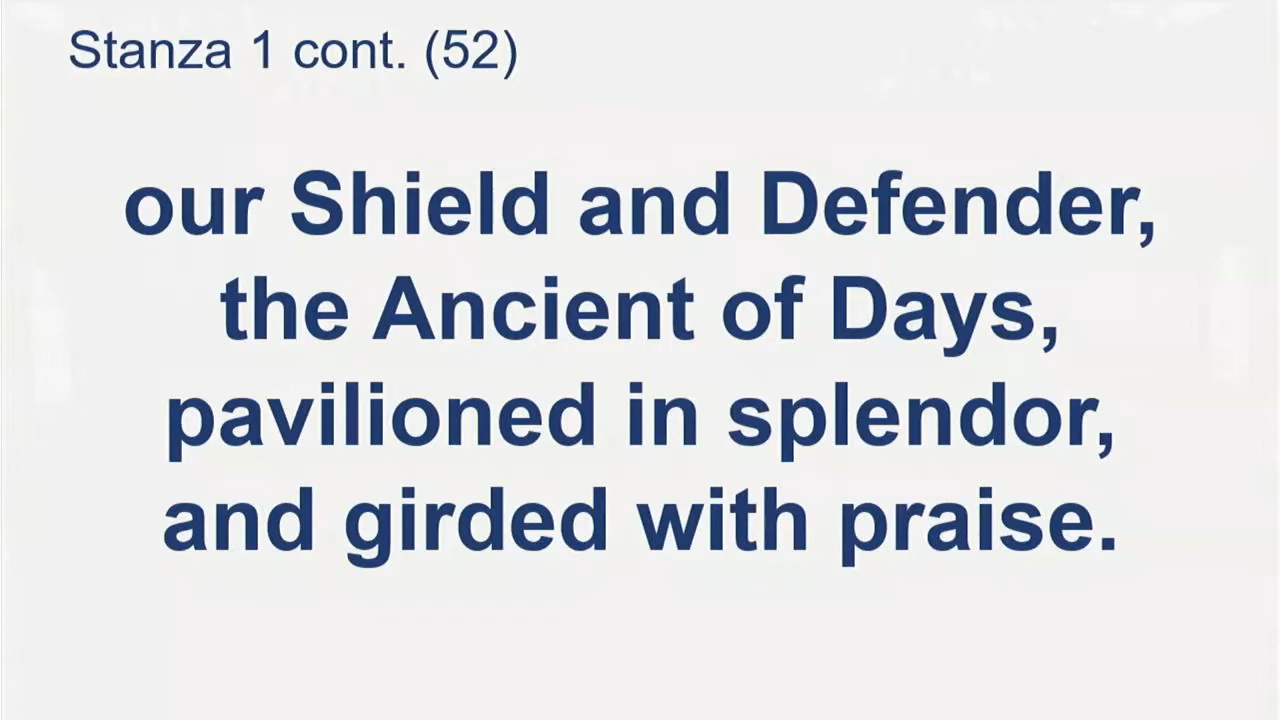 Stanza 1 cont. (52)
our Shield and Defender,
the Ancient of Days,
pavilioned in splendor,
and girded with praise.